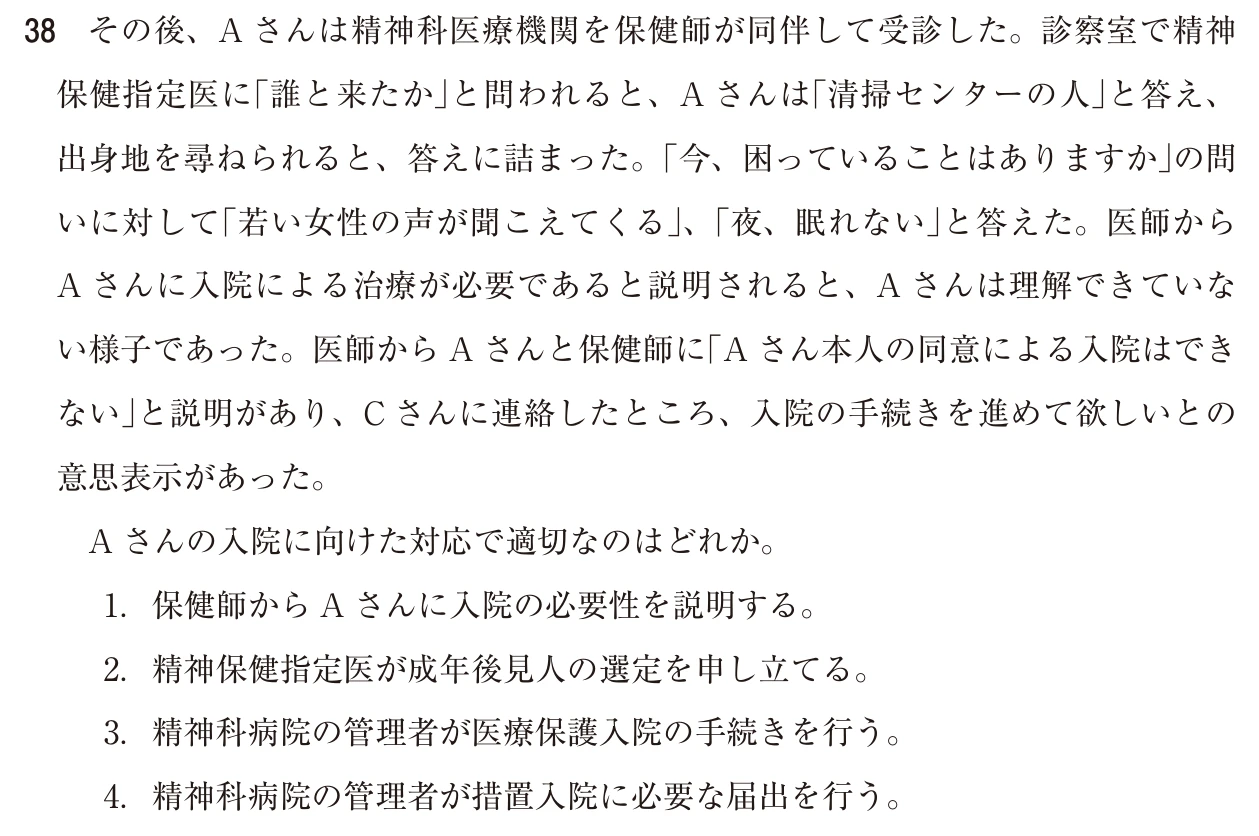 38　その後、A さんは精神科医療機関を保健師が同伴して受診した。診察室で精神
保健指定医に｢誰と来たか｣と問われると、A さんは｢清掃センターの人｣と答え、
出身地を尋ねられると、答えに詰まった。｢今、困っていることはありますか｣の問
いに対して｢若い女性の声が聞こえてくる｣、｢夜、眠れない｣と答えた。医師から
A さんに入院による治療が必要であると説明されると、A さんは理解できていな
い様子であった。医師から A さんと保健師に｢A さん本人の同意による入院はでき
ない｣と説明があり、C さんに連絡したところ、入院の手続きを進めて欲しいとの
意思表示があった。
A さんの入院に向けた対応で適切なのはどれか。
1. 保健師から A さんに入院の必要性を説明する。
2. 精神保健指定医が成年後見人の選定を申し立てる。
3. 精神科病院の管理者が医療保護入院の手続きを行う。
4. 精神科病院の管理者が措置入院に必要な届出を行う。